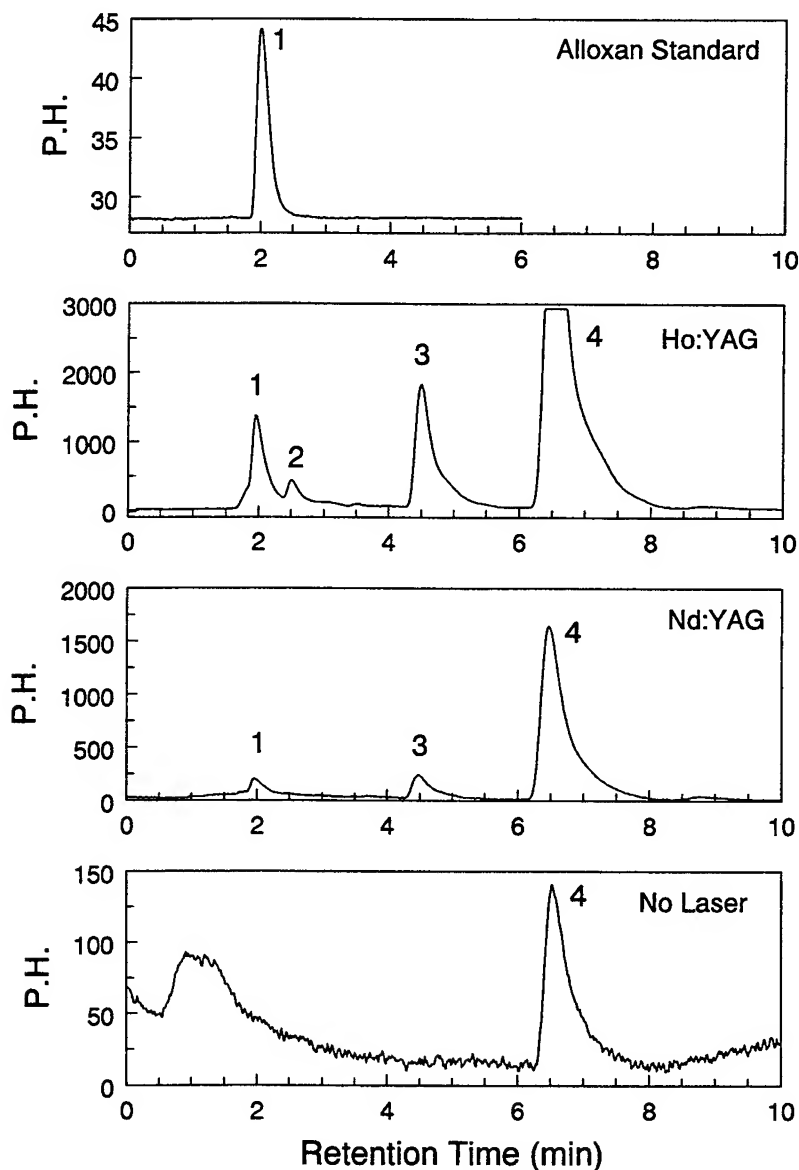 45
40
35
30
P.H.
1
Alloxan Standard
0 2 4 6 8 10
3000
2000
1000
0
P.H.
1
2
3
4
Ho:YAG
0 2 4 6 8 10
2000
1500
1000
500
0
P.H.
1
3
4
Nd:YAG
0 2 4 6 8 10
150
100
50
0
P.H.
4
No Laser
0 2 4 6 8 10
Retention Time (min)